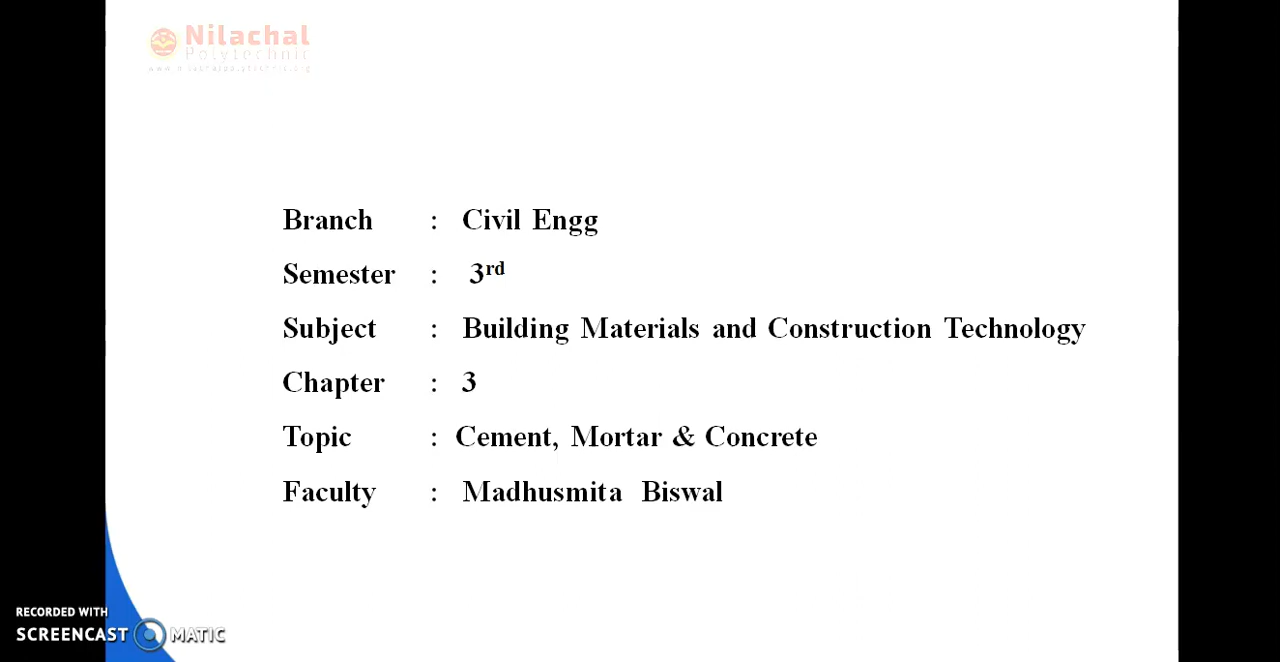 Nilachal
Polytechnic
Branch : Civil Engg
Semester : 3rd
Subject : Building Materials and Construction Technology
Chapter : 3
Topic : Cement, Mortar & Concrete
Faculty : Madhusmita Biswal
RECORDED WITH
SCREENCAST MATIC